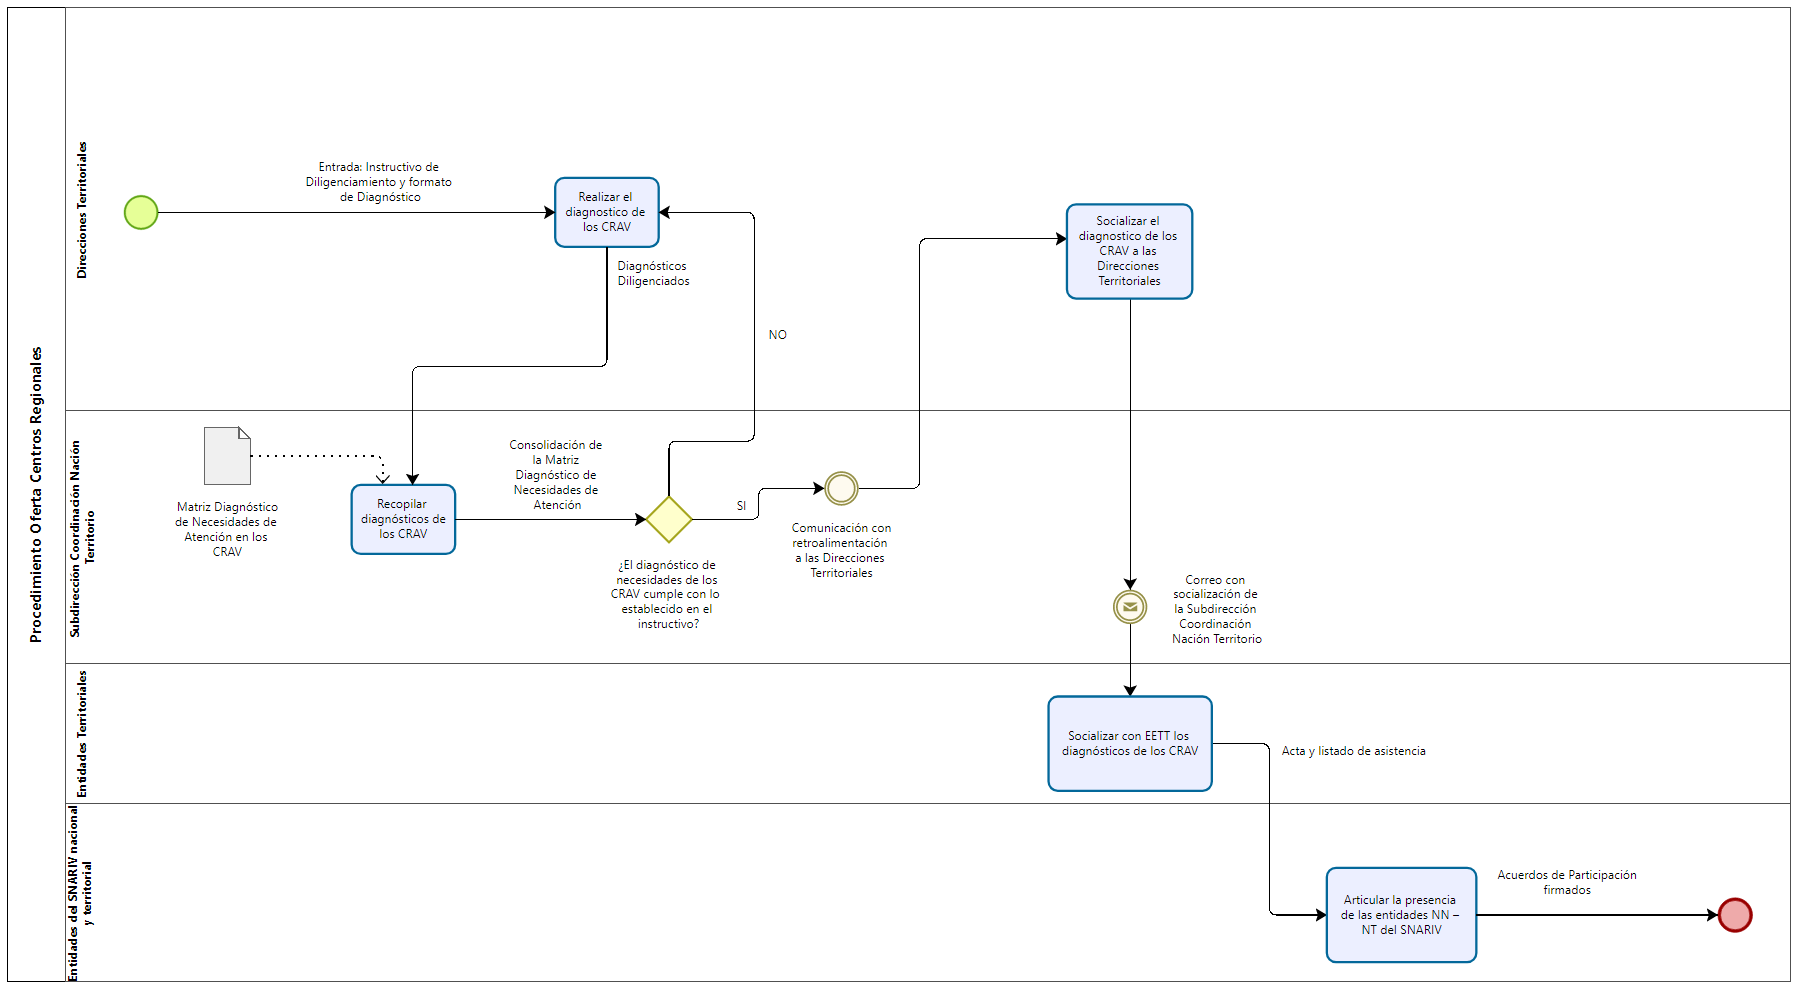 Procedimiento Oferta Centros Regionales
Direcciones Territoriales
Entrada: Instructivo de
Diligenciamiento y formato
de Diagnóstico
Realizar el
diagnostico de
los CRAV
Diagnósticos
Diligenciados
NO
Socializar el
diagnostico de los
CRAV a las
Direcciones
Territoriales
Subdirección Coordinación Nación
Territorio
Matriz Diagnóstico
de Necesidades de
Atención en los
CRAV
Recopilar
diagnósticos de
los CRAV
Consolidación de
la Matriz
Diagnóstico de
Necesidades de
Atención
¿El diagnóstico de
necesidades de los
CRAV cumple con lo
establecido en el
instructivo?
SI
Comunicación con
retroalimentación
a las Direcciones
Territoriales
Correo con
socialización de
la Subdirección
Coordinación
Nación Territorio
Entidades Territoriales
Socializar con EETT los
diagnósticos de los CRAV
Acta y listado de asistencia
Entidades del SNARIV nacional
y territorial
Articular la presencia
de las entidades NN –
NT del SNARIV
Acuerdos de Participación
firmados